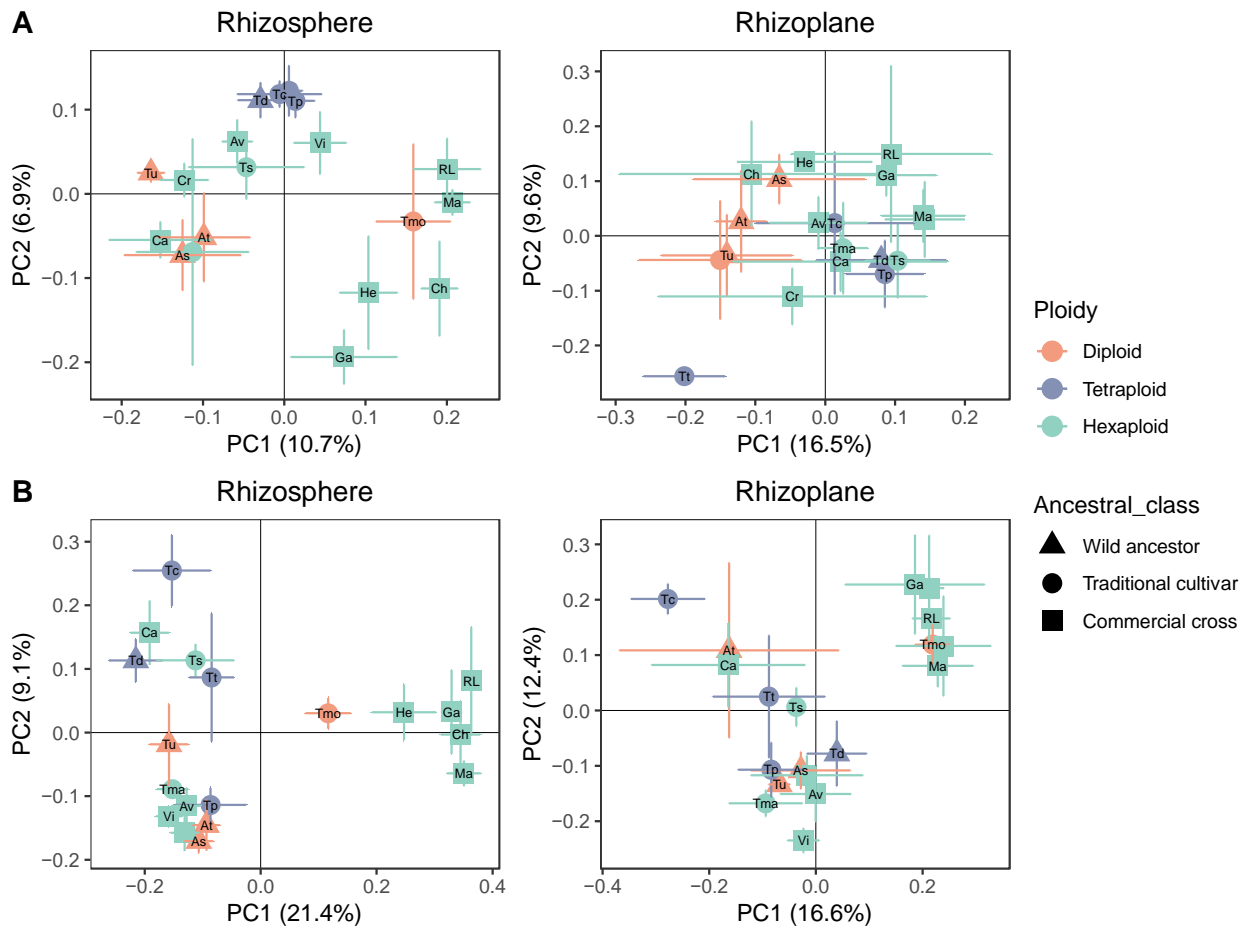 A
Rhizosphere
Rhizoplane
PC2 (6.9%)
0.1
0.0
−0.1
−0.2
Td
Tc
Tp
Av
Vi
Ts
Tu
Cr
RL
Ma
Tmo
Ca
At
As
He
Ch
Ga
−0.2
−0.1
0.0
0.1
0.2
PC1 (10.7%)
PC2 (9.6%)
0.3
0.2
0.1
0.0
−0.1
−0.2
RL
He
Ch
As
Ga
At
Av
Tc
Ma
Tma
Tu
Ca
Td
Ts
Tp
Cr
Tt
−0.3
−0.2
−0.1
0.0
0.1
0.2
PC1 (16.5%)
Ploidy
Diploid
Tetraploid
Hexaploid
Ancestral_class
Wild ancestor
Traditional cultivar
Commercial cross
B
Rhizosphere
Rhizoplane
PC2 (9.1%)
0.3
0.2
0.1
0.0
−0.1
−0.2
Tc
Ca
Td
Ts
Tt
RL
Tmo
He
Ga
Ch
Tu
Ma
Tma
Av
Tp
Vi
At
As
−0.2
0.0
0.2
0.4
PC1 (21.4%)
PC2 (12.4%)
0.3
0.2
0.1
0.0
−0.1
−0.2
Ga
Tc
RL
Tmo
At
Ca
Ma
Tt
Ts
Td
Tp
As
Tu
Av
Tma
Vi
−0.4
−0.2
0.0
0.2
PC1 (16.6%)